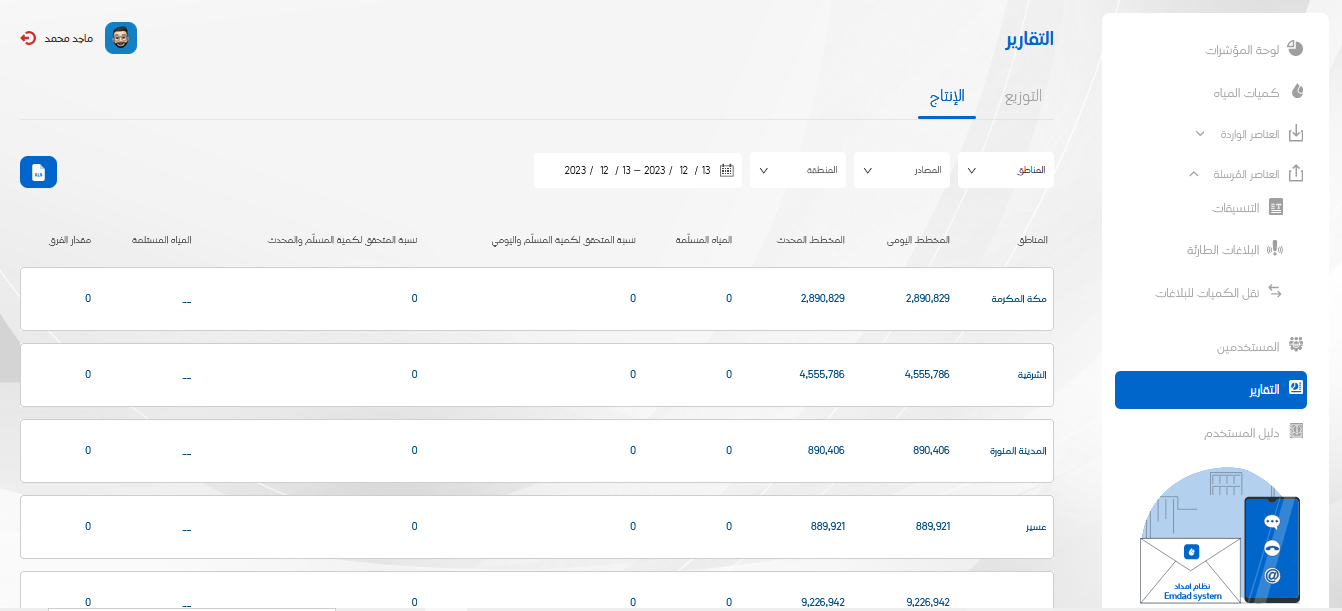 لوحة المؤشرات
كميات المياه
العناصر الواردة
العناصر المُرسلة
التنسيقات
البلاغات الطارئة
نقل الكميات للبلاغات
المستخدمين
التقارير
دليل المستخدم
نظام امداد
Emdad system
التقارير
ماجد محمد
التوزيع الإنتاج
المناطق المصادر المنطقة 2023 / 12 / 13 – 2023 / 12 / 13
XLS
المناطق المخطط اليومي المخطط المحدث المياه المسلّمة نسبة المتحقق لكمية المسلّم واليومي نسبة المتحقق لكمية المسلّم والمحدث المياه المستلمة مقدار الفرق
مكة المكرمة 2,890,829 2,890,829 0 0 0 __ 0
الشرقية 4,555,786 4,555,786 0 0 0 __ 0
المدينة المنورة 890,406 890,406 0 0 0 __ 0
عسير 889,921 889,921 0 0 0 __ 0
9,226,942 9,226,942 0 0 0 __ 0